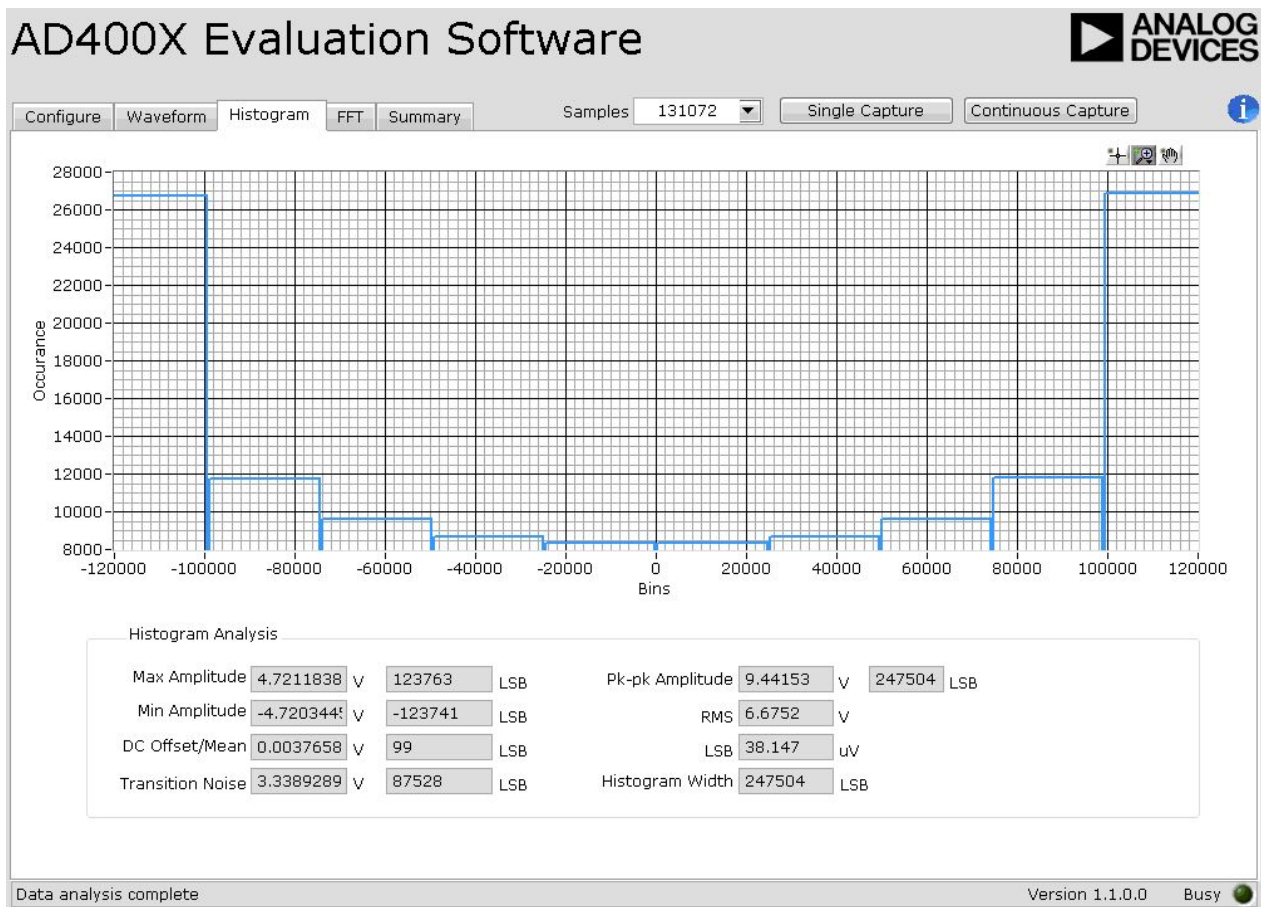 AD400X Evaluation Software
ANALOG
DEVICES
Configure Waveform Histogram FFT Summary Samples 131072 Single Capture Continuous Capture i
28000
26000
24000
22000
20000
18000
16000
14000
12000
10000
8000
Occurance
-120000 -100000 -80000 -60000 -40000 -20000 0 20000 40000 60000 80000 100000 120000
Bins
Histogram Analysis
Max Amplitude 4.7211838 V 123763 LSB Pk-pk Amplitude 9.44153 V 247504 LSB
Min Amplitude -4.7203445 V -123741 LSB RMS 6.6752 V
DC Offset/Mean 0.0037658 V 99 LSB LSB 38.147 uV
Transition Noise 3.3389289 V 87528 LSB Histogram Width 247504 LSB
Data analysis complete Version 1.1.0.0 Busy